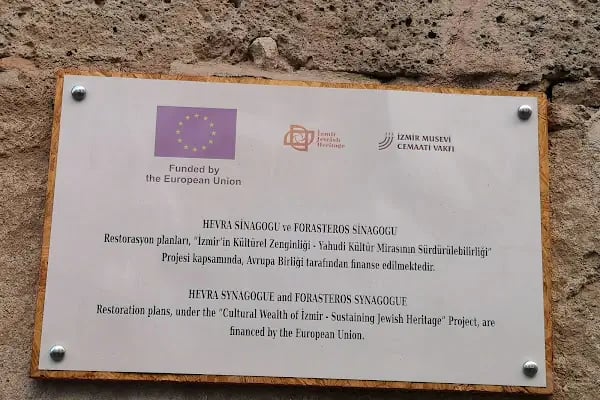 Funded by
the European Union
İzmir
Jewish
Heritage
İZMİR MUSEVİ
CEMAATİ VAKFI
HEVRA SİNAGOGU ve FORASTEROS SİNAGOGU
Restorasyon planları, "İzmir'in Kültürel Zenginliği - Yahudi Kültür Mirasının Sürdürülebilirliği"
Projesi kapsamında, Avrupa Birliği tarafından finanse edilmektedir.
HEVRA SYNAGOGUE and FORASTEROS SYNAGOGUE
Restoration plans, under the "Cultural Wealth of Izmir - Sustaining Jewish Heritage" Project, are
financed by the European Union.